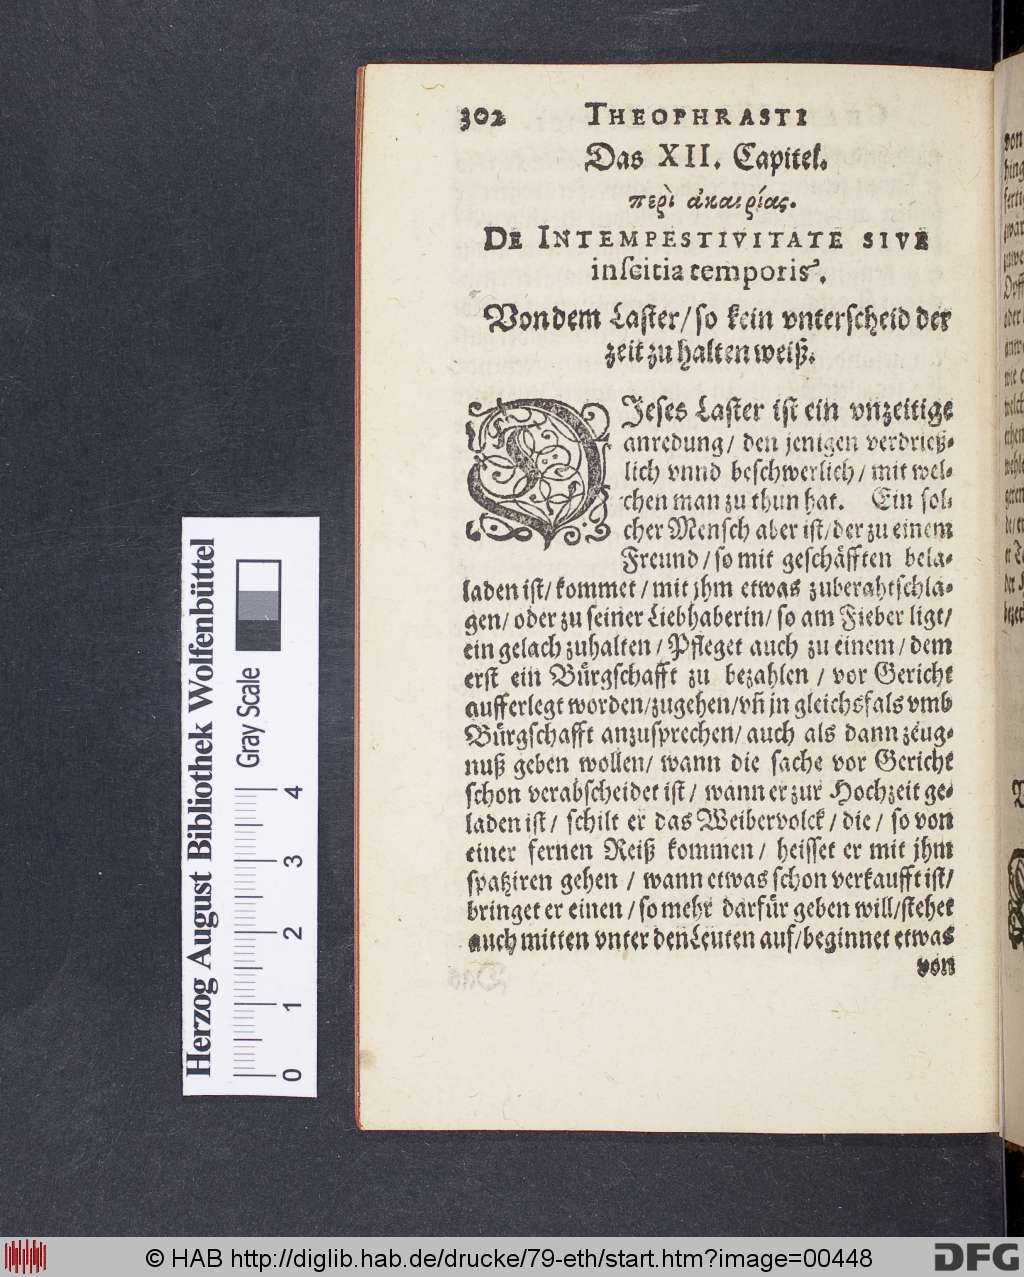 302 THEOPHRASTI
Das XII. Capitel.
περὶ ἀκαιρίας.
DE INTEMPESTIVITATE SIVE
inſcitia temporis.
Von dem Laſter/ ſo kein vnterſcheid der
zeit zu halten weiß.
DIeſes Laſter iſt ein vnzeitige
anredung/ den jenigen verdrieß-
lich vnnd beſchwerlich/ mit wel-
chen man zu thun hat. Ein ſol-
cher Menſch aber iſt/ der zu einem
Freund/ ſo mit geſchäfften bela-
laden iſt/ kommet/ mit jhm etwas zuberahtſchla-
gen/ oder zu ſeiner Liebhaberin/ ſo am Fieber ligt/
ein gelach zuhalten/ Pfleget auch zu einem/ dem
erſt ein Bürgſchafft zu bezahlen/ vor Gericht
aufferlegt worden/ zugehen/ vñ jn gleichsfals vmb
Bürgſchafft anzuſprechen/ auch als dann zeug-
nuß geben wollen/ wann die ſache vor Gericht
ſchon verabſcheidet iſt/ wann er zur Hochzeit ge-
laden iſt/ ſchilt er das Weibervolck/ die/ ſo von
einer fernen Reiß kommen/ heiſſet er mit jhm
ſpatziren gehen/ wann etwas ſchon verkaufft iſt/
bringet er einen/ ſo mehr darfür geben will/ ſtehet
auch mitten vnter den Leuten auf/ beginnet etwas
von
Herzog August Bibliothek Wolfenbüttel
Gray Scale
0 1 2 3 4
© HAB http://diglib.hab.de/drucke/79-eth/start.htm?image=00448
DFG